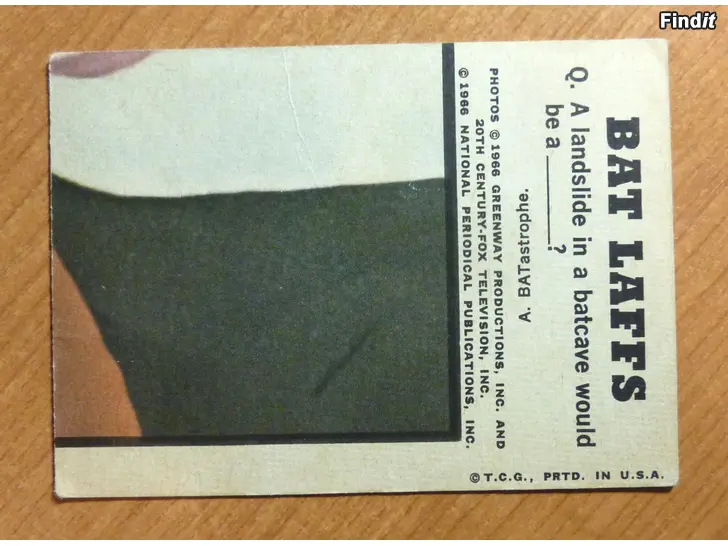 Findit
BAT LAFFS
Q. A landslide in a batcave would
be a ______?
A. BATastrophe.
PHOTOS © 1966 GREENWAY PRODUCTIONS, INC. AND
20TH CENTURY-FOX TELEVISION, INC.
© 1966 NATIONAL PERIODICAL PUBLICATIONS, INC.
© T.C.G., PRTD. IN U.S.A.